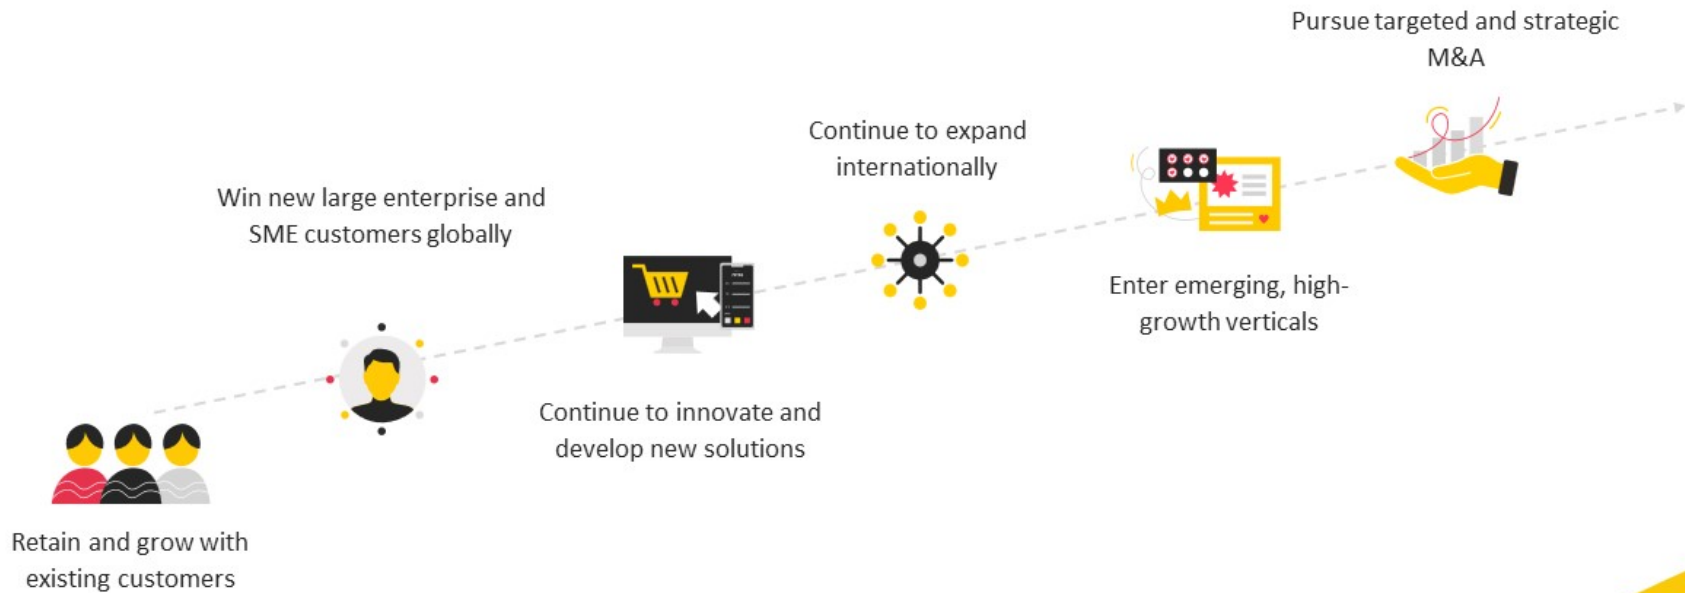 Pursue targeted and strategic
M&A
Continue to expand
internationally
Win new large enterprise and
SME customers globally
Enter emerging, high-
growth verticals
Continue to innovate and
develop new solutions
Retain and grow with
existing customers